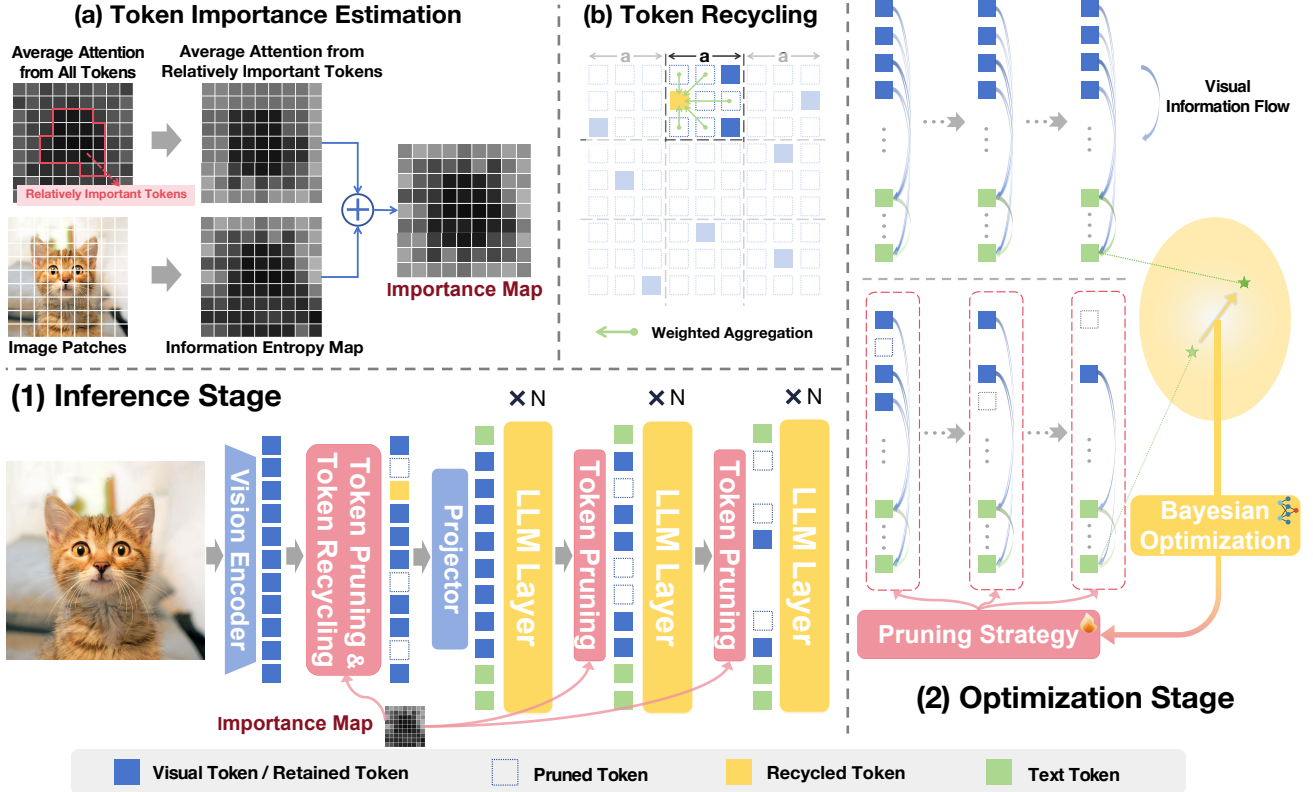 (a) Token Importance Estimation
Average Attention
from All Tokens
Average Attention from
Relatively Important Tokens
Relatively Important Tokens
Importance Map
Image Patches
Information Entropy Map
(b) Token Recycling
a
a
a
Weighted Aggregation
Visual
Information Flow
(1) Inference Stage
× N
× N
× N
Vision Encoder
Token Pruning &
Token Recycling
Projector
LLM Layer
Token Pruning
LLM Layer
Token Pruning
LLM Layer
Importance Map
Bayesian
Optimization
Pruning Strategy
(2) Optimization Stage
Visual Token / Retained Token
Pruned Token
Recycled Token
Text Token